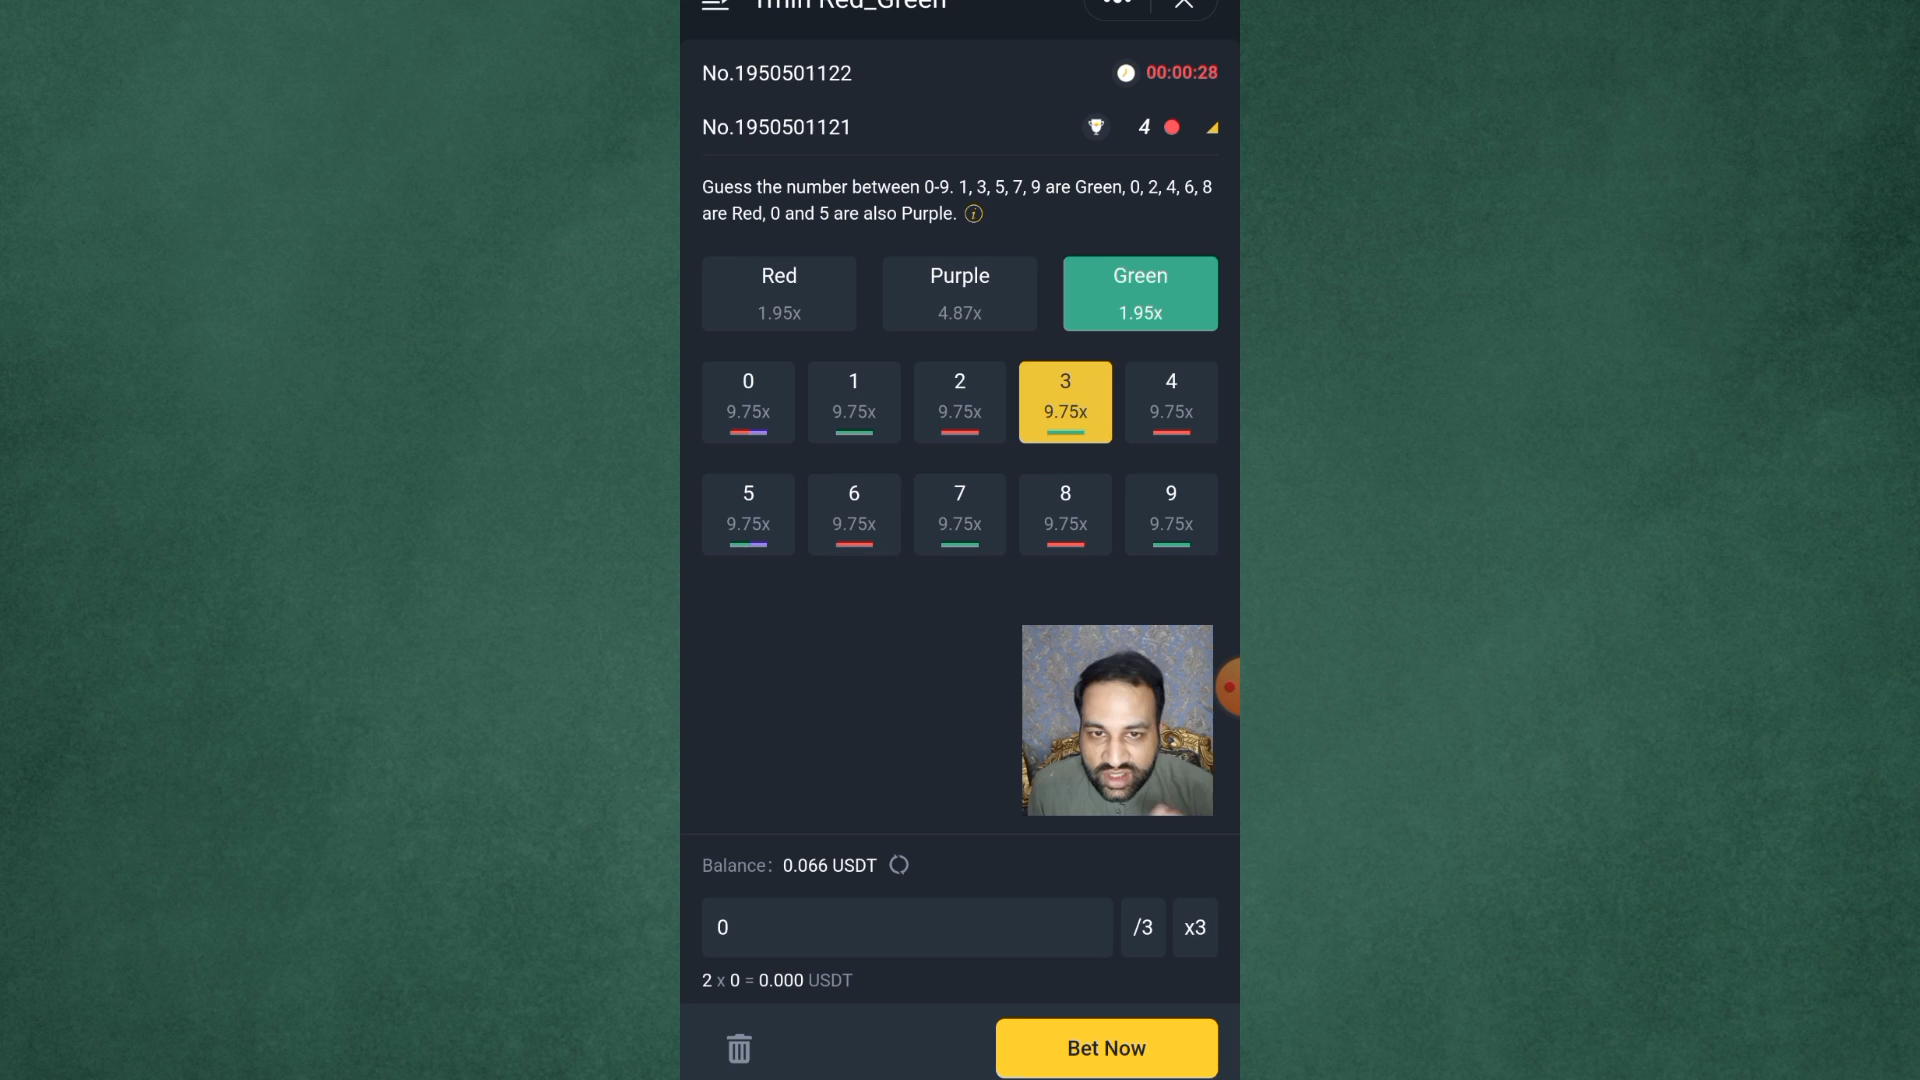 1min Red_Green
No.1950501122 00:00:28
No.1950501121 4
Guess the number between 0-9. 1, 3, 5, 7, 9 are Green, 0, 2, 4, 6, 8
are Red, 0 and 5 are also Purple. i
Red Purple Green
1.95x 4.87x 1.95x
0 1 2 3 4
9.75x 9.75x 9.75x 9.75x 9.75x
5 6 7 8 9
9.75x 9.75x 9.75x 9.75x 9.75x
Balance: 0.066 USDT
0 /3 x3
2 x 0 = 0.000 USDT
Bet Now